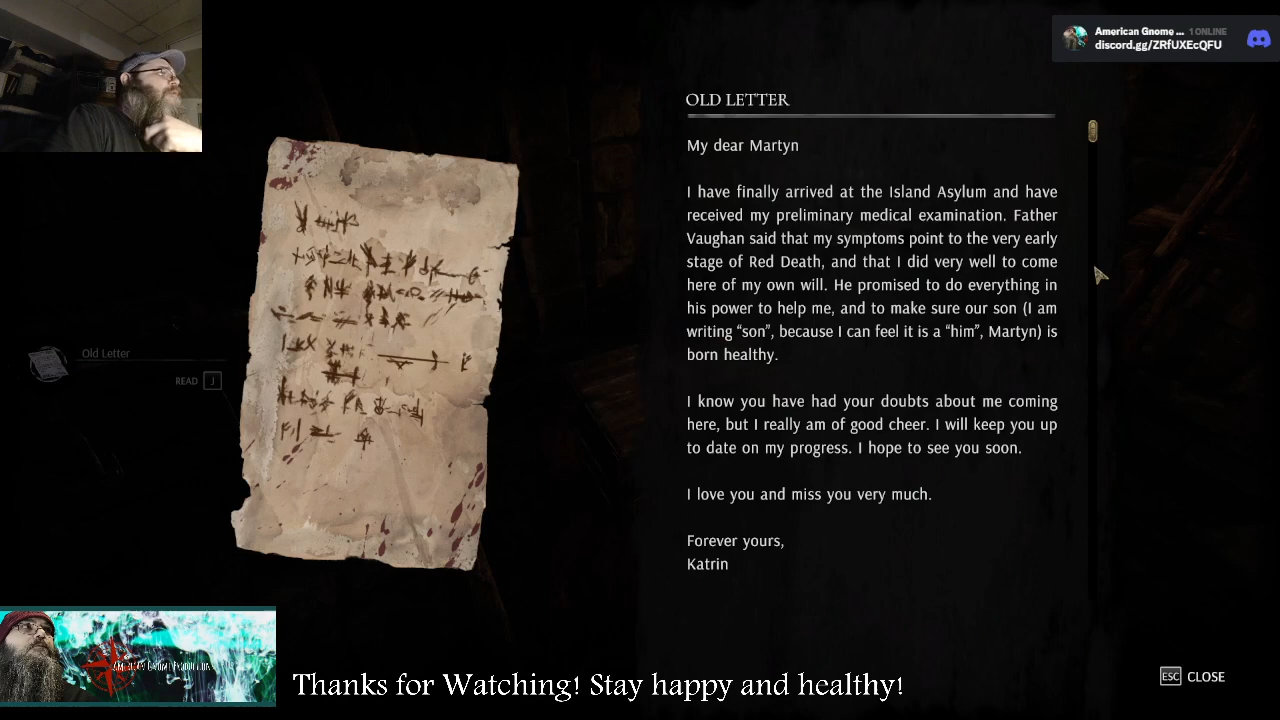 American Gnome ... 1 ONLINE
discord.gg/ZRfUXEcQFU
OLD LETTER
My dear Martyn
I have finally arrived at the Island Asylum and have
received my preliminary medical examination. Father
Vaughan said that my symptoms point to the very early
stage of Red Death, and that I did very well to come
here of my own will. He promised to do everything in
his power to help me, and to make sure our son (I am
writing “son”, because I can feel it is a “him”, Martyn) is
born healthy.
I know you have had your doubts about me coming
here, but I really am of good cheer. I will keep you up
to date on my progress. I hope to see you soon.
I love you and miss you very much.
Forever yours,
Katrin
Old Letter
READ J
AMERICAN GNOME PRODUCTIONS
Thanks for Watching! Stay happy and healthy!
ESC CLOSE